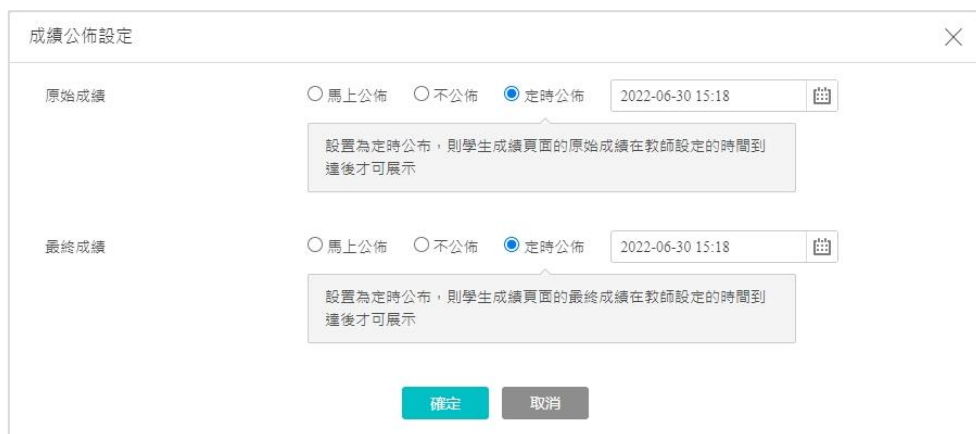 成績公佈設定
原始成績 馬上公佈 不公佈 定時公佈 2022-06-30 15:18
設置為定時公布，則學生成績頁面的原始成績在教師設定的時間到
達後才可展示
最終成績 馬上公佈 不公佈 定時公佈 2022-06-30 15:18
設置為定時公布，則學生成績頁面的最終成績在教師設定的時間到
達後才可展示
確定 取消